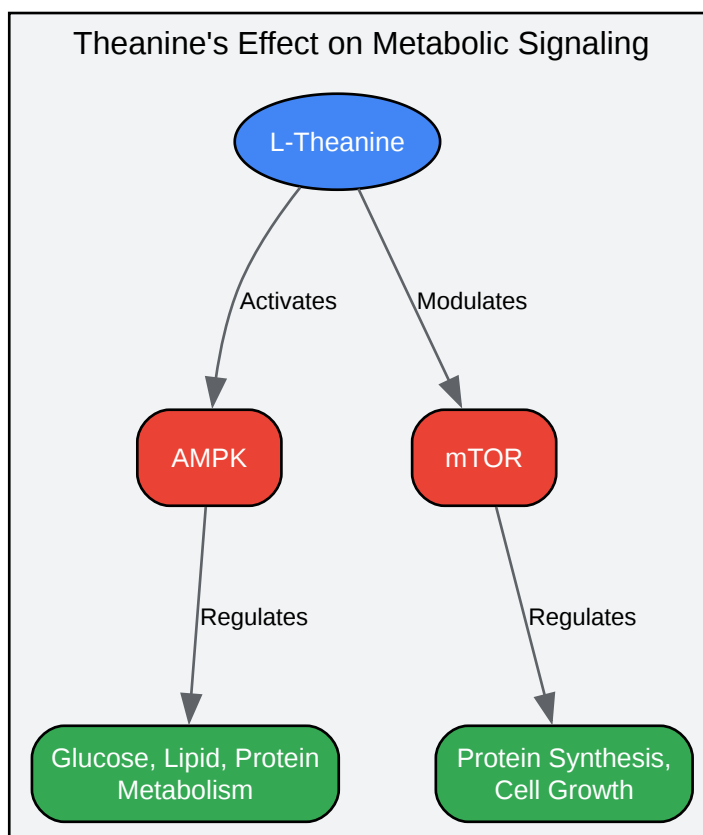 Theanine's Effect on Metabolic Signaling
L-Theanine
Activates
Modulates
AMPK
mTOR
Regulates
Regulates
Glucose, Lipid, Protein
Metabolism
Protein Synthesis,
Cell Growth